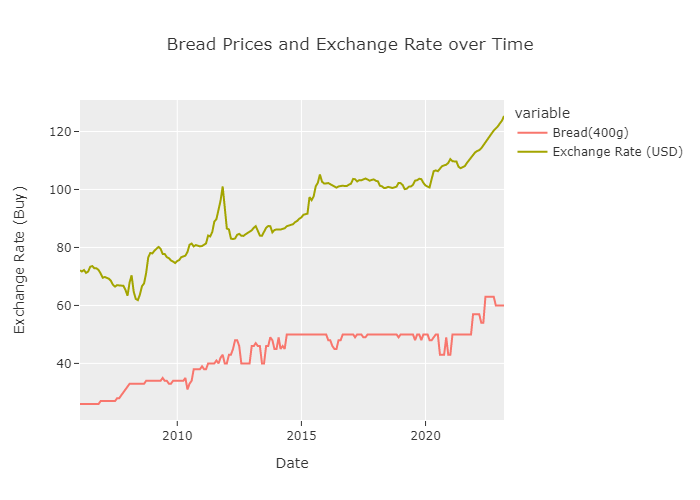 Bread Prices and Exchange Rate over Time
variable
Bread(400g)
Exchange Rate (USD)
120
100
80
60
40
Exchange Rate (Buy)
2010
2015
2020
Date